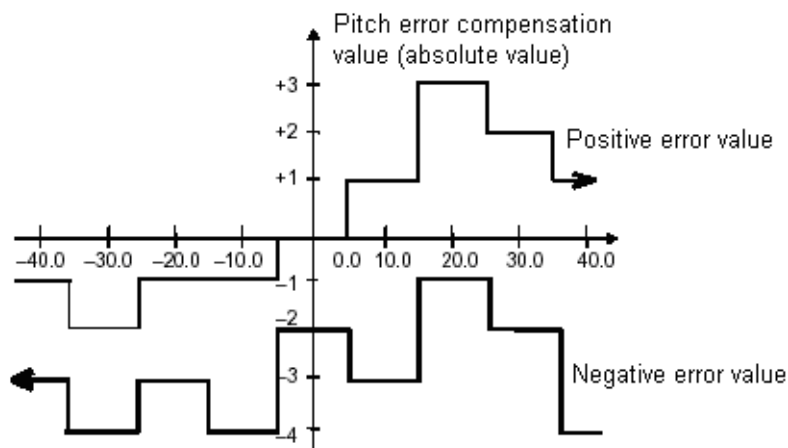 Pitch error compensation
value (absolute value)
+3
+2
Positive error value
+1
–40.0 –30.0 –20.0 –10.0 0.0 10.0 20.0 30.0 40.0
–1
–2
–3
Negative error value
–4